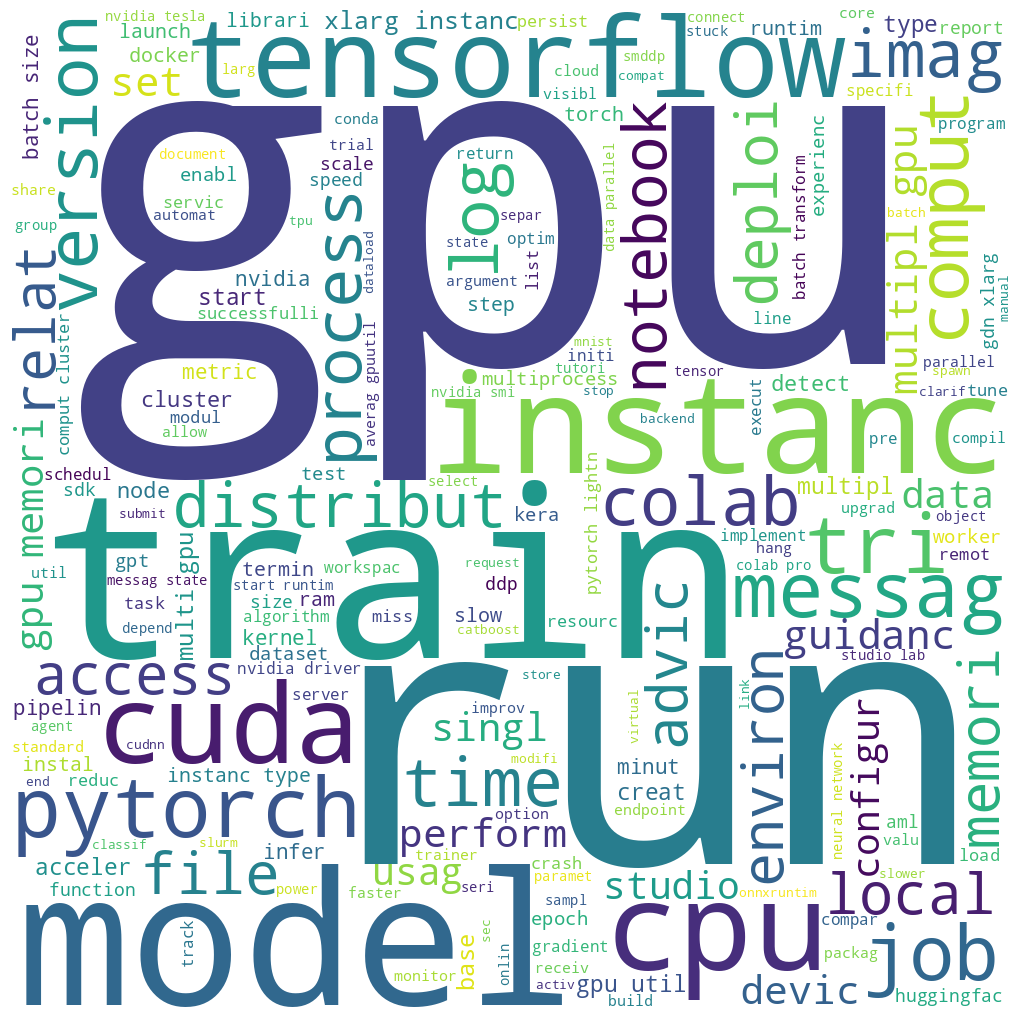 nvidia tesla
librari
xlarg instanc
persist
connect
core
launch
stuck
runtim
type
report
docker
tensorflow
smddp
imag
set
larg
cloud
compat
visibl
specifi
batch size
version
gpu
conda
torch
notebook
deploi
experienc
multipl gpu
comput
program
document
trial
return
enabl
scale
log
data parallel
batch transform
share
servic
speed
process
automat
tpu
separ
batch
group
state
optim
list
dataload
argument
relat
nvidia
start
step
line
gdn xlarg
manual
successfulli
comput cluster
averag gpuutil
mnist
initi
parallel
tutori
metric
multiprocess
tensor
detect
spawn
nvidia smi
stop
clarif
tune
cluster
instanc
execut
modul
backend
allow
pre
compil
gpu memori
schedul
test
select
pytorch lightn
colab
multipl
data
sdk
node
distribut
kera
upgrad
submit
object
implement
tri
worker
hang
remot
gpt
train
multi gpu
termin
workspac
request
colab pro
util
messag state
start runtim
ddp
messag
task
size
ram
algorithm
miss
slow
resourc
advic
depend
kernel
catboost
guidanc
dataset
studio lab
access
nvidia driver
run
environ
memori
cuda
server
store
link
pipelin
improv
virtual
configur
agent
singl
standard
cudnn
modifi
neural network
instal
time
minut
end
reduc
instanc type
creat
pytorch
option
endpoint
aml
slurm
perform
valu
classif
infer
trainer
crash
load
acceler
file
usag
paramet
studio
onnxruntim
slower
function
power
faster
seri
sampl
local
model
epoch
cpu
compar
track
base
sec
onlin
gradient
packag
job
monitor
receiv
activ
gpu util
build
devic
huggingfac